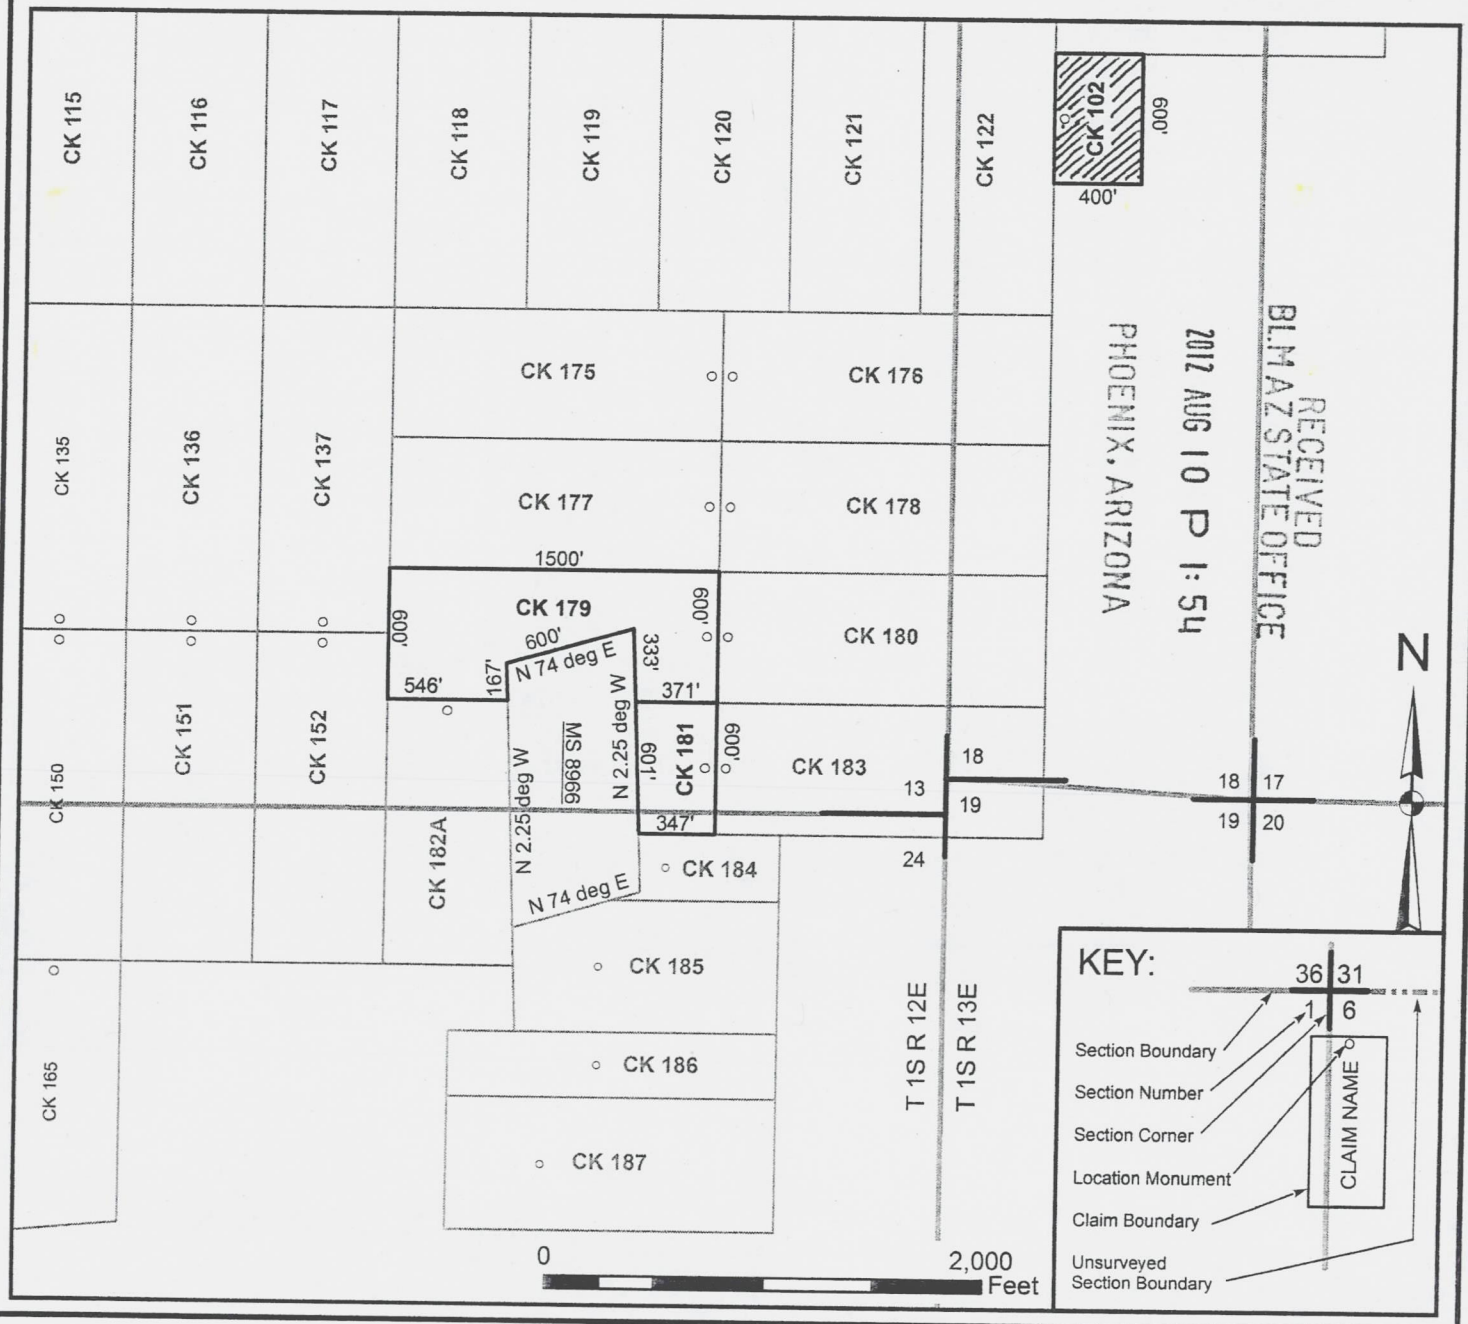 CK 115
CK 116
CK 117
CK 118
CK 119
CK 120
CK 121
CK 122
CK 102
600'
400'
RECEIVED
BLM AZ STATE OFFICE
2012 AUG 10 P 1:54
PHOENIX, ARIZONA
CK 175
CK 176
CK 135
CK 136
CK 137
CK 177
CK 178
1500'
CK 179
600'
600'
600'
N 74 deg E
333'
167'
546'
371'
CK 180
N
CK 150
CK 151
CK 152
MS 8966
N 2.25 deg W
N 2.25 deg W
601'
CK 181
600'
347'
CK 183
13
18
19
24
18
17
19
20
CK 182A
N 74 deg E
CK 184
CK 185
CK 186
CK 187
CK 165
T 1S R 12E
T 1S R 13E
0
2,000
Feet
KEY:
36
31
1
6
Section Boundary
Section Number
Section Corner
Location Monument
Claim Boundary
Unsurveyed
Section Boundary
CLAIM NAME